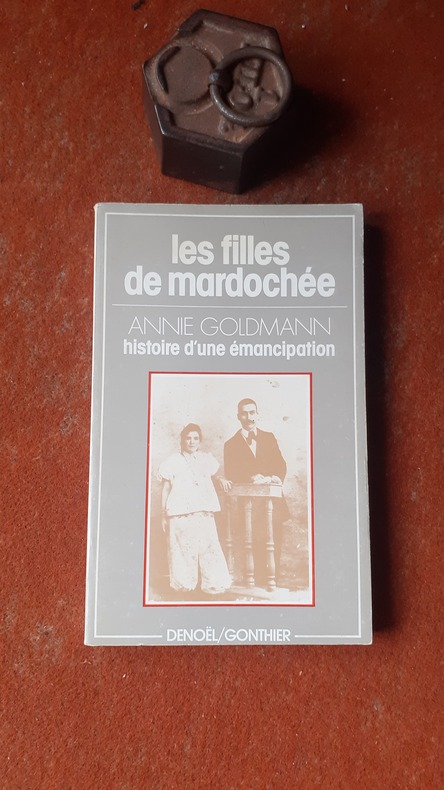 les filles
de mardochée
ANNIE GOLDMANN
histoire d'une émancipation
DENOËL/GONTHIER